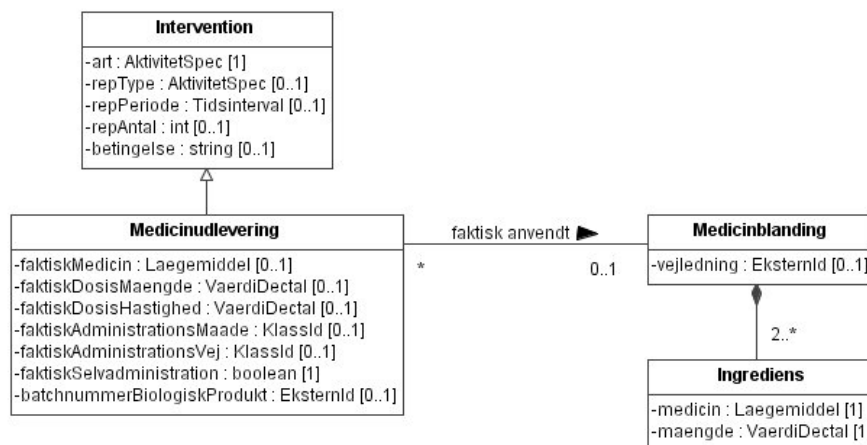 Intervention
-art : AktivitetSpec [1]
-repType : AktivitetSpec [0..1]
-repPeriode : Tidsinterval [0..1]
-repAntal : int [0..1]
-betingelse : string [0..1]
Medicinudlevering
-faktiskMedicin : Laegemiddel [0..1]
-faktiskDosisMaengde : VaerdiDectal [0..1]
-faktiskDosisHastighed : VaerdiDectal [0..1]
-faktiskAdministrationsMaade : KlassId [0..1]
-faktiskAdministrationsVej : KlassId [0..1]
-faktiskSelvadministration : boolean [1]
-batchnummerBiologiskProdukt : EksternId [0..1]
faktisk anvendt
*
0..1
Medicinblanding
-vejledning : EksternId [0..1]
2..*
Ingrediens
-medicin : Laegemiddel [1]
-maengde : VaerdiDectal [1